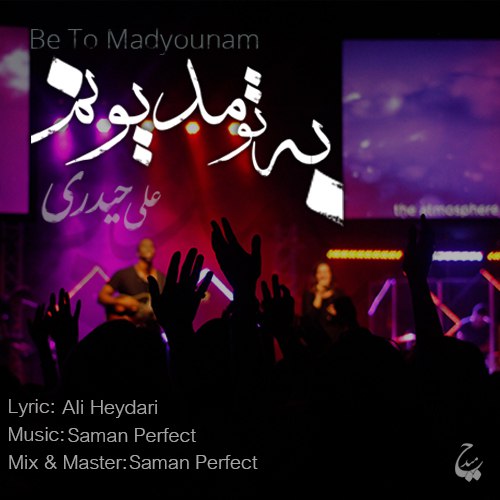 Be To Madyounam
به تو مدیونم
علی حیدری
the atmosphere
Lyric: Ali Heydari
Music: Saman Perfect
Mix & Master: Saman Perfect